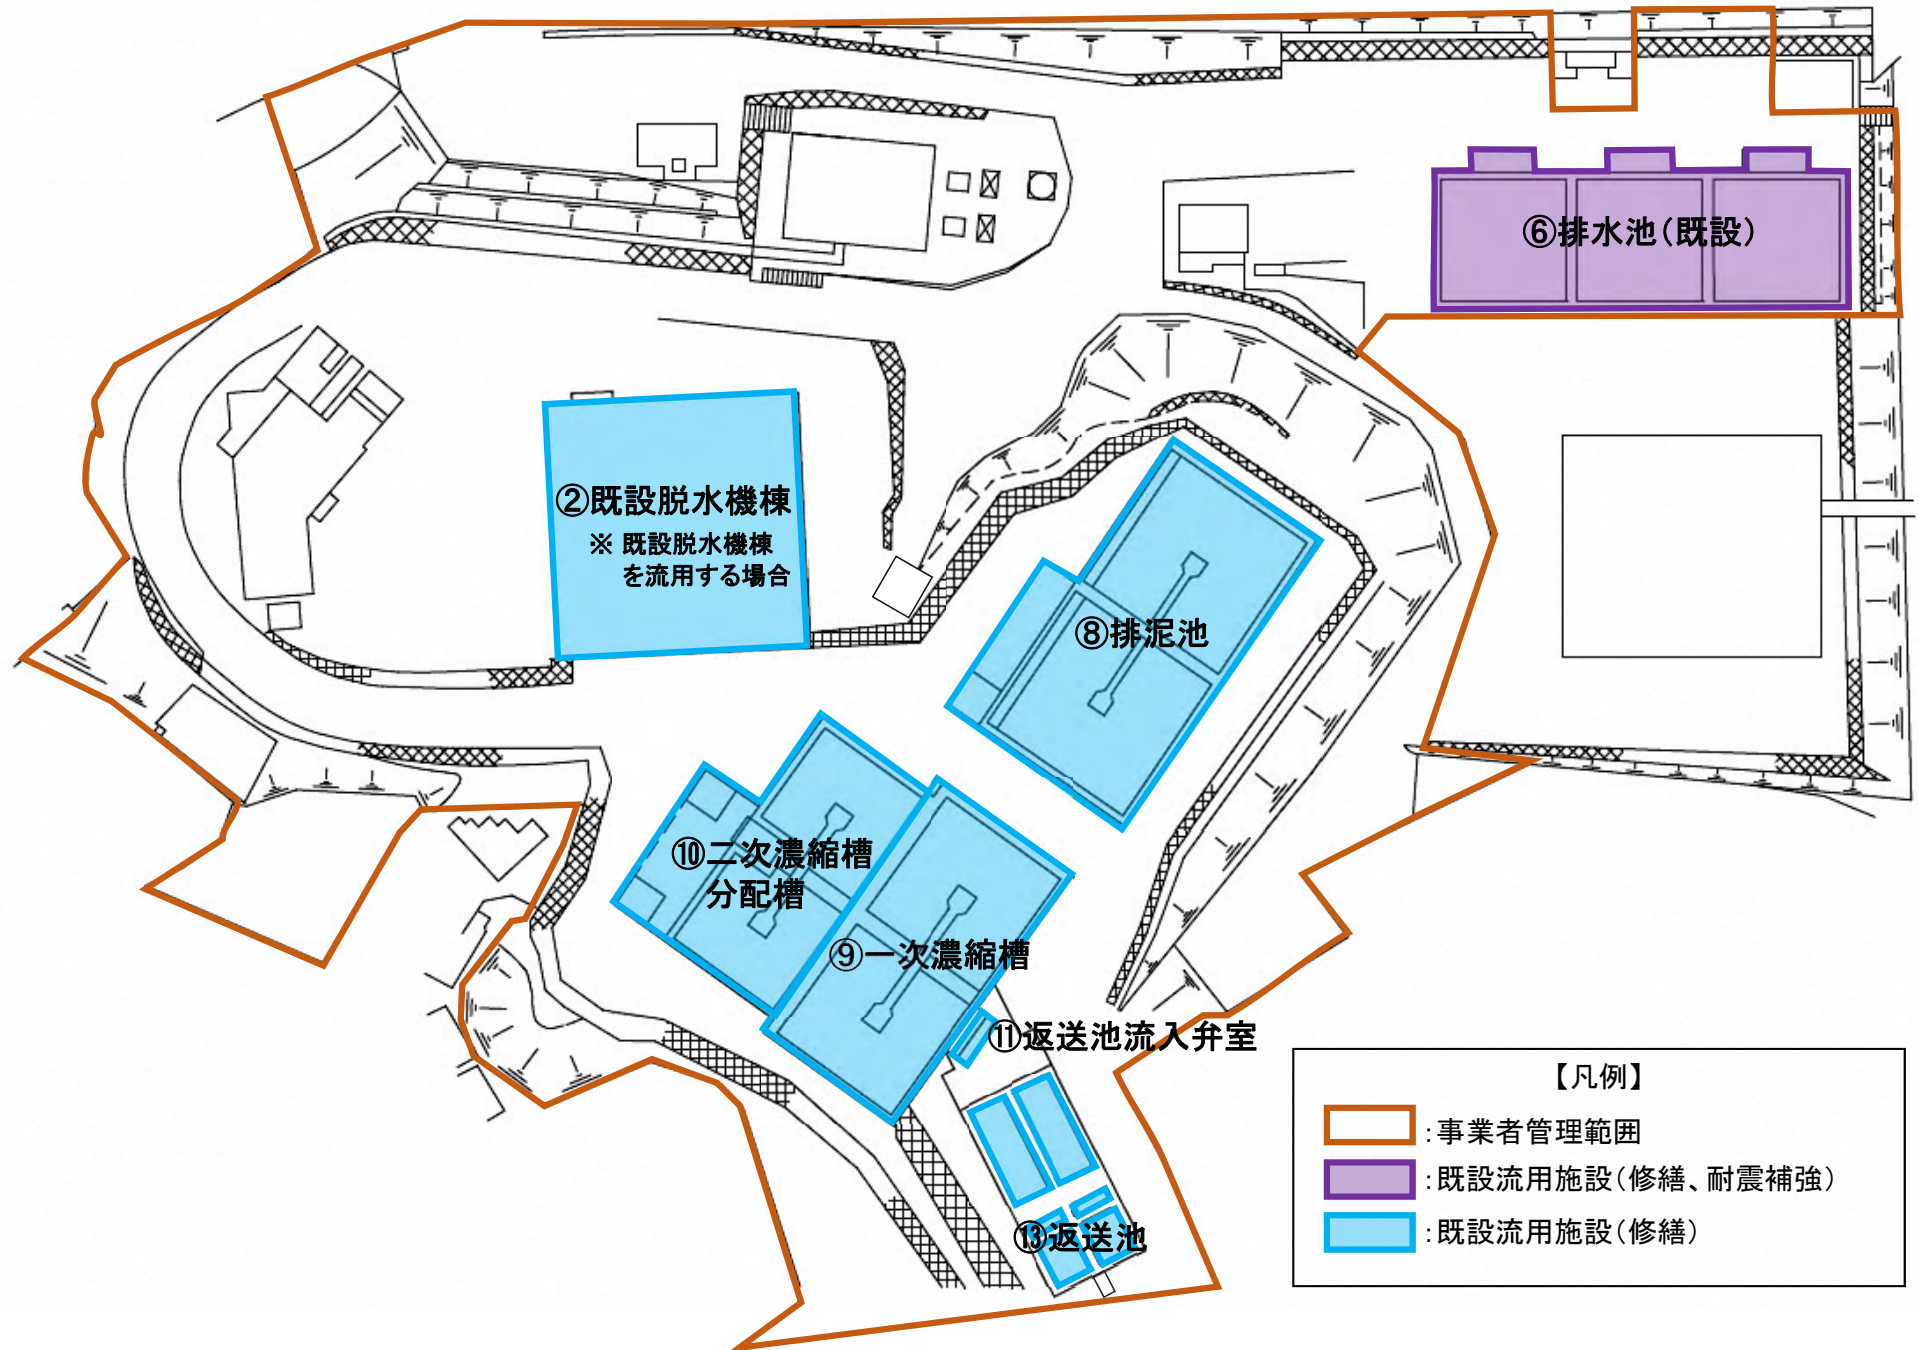 ⑥排水池(既設)
②既設脱水機棟
※ 既設脱水機棟
を流用する場合
⑧排泥池
⑩二次濃縮槽
分配槽
⑨一次濃縮槽
⑪返送池流入弁室
⑬返送池
【凡例】
:事業者管理範囲
:既設流用施設(修繕、耐震補強)
:既設流用施設(修繕)